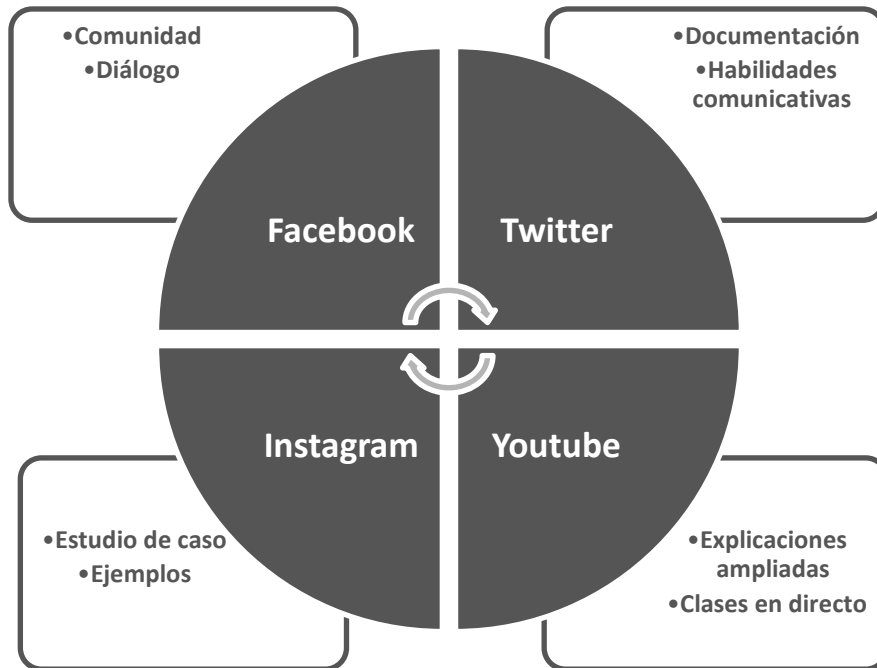 •Comunidad
•Diálogo
•Documentación
•Habilidades
comunicativas
Facebook
Twitter
Instagram
Youtube
•Estudio de caso
•Ejemplos
•Explicaciones
ampliadas
•Clases en directo